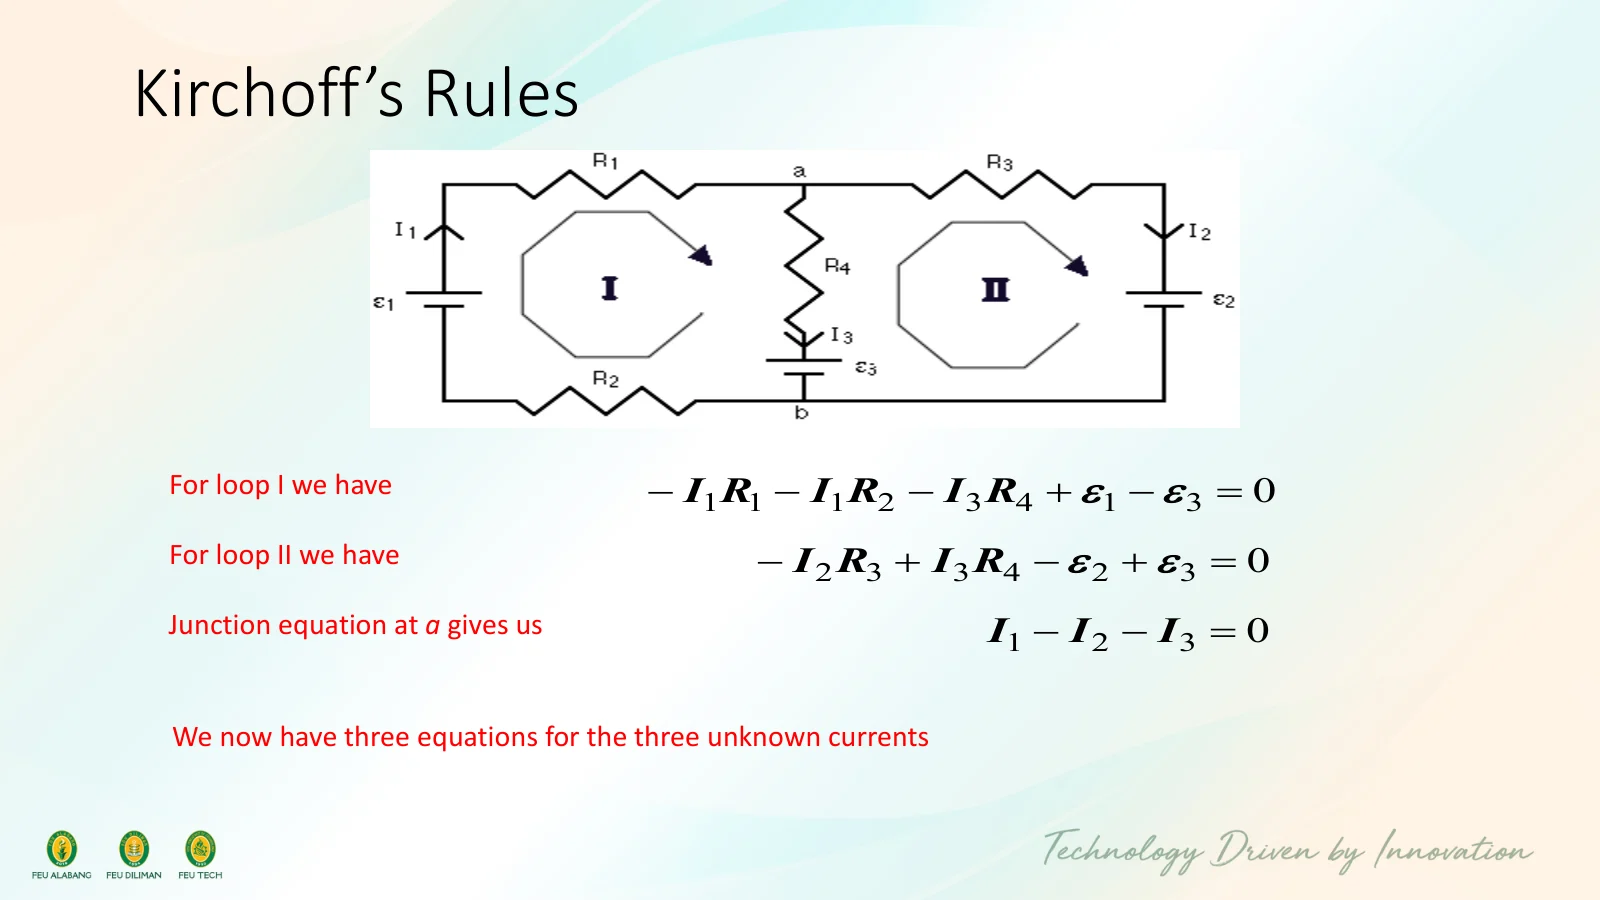 Kirchoff’s Rules
R1
a
R3
I1
I
R4
II
I2
ε1
I3
ε3
ε2
R2
b
For loop I we have
− I₁R₁ − I₁R₂ − I₃R₄ + ε₁ − ε₃ = 0
For loop II we have
− I₂R₃ + I₃R₄ − ε₂ + ε₃ = 0
Junction equation at a gives us
I₁ − I₂ − I₃ = 0
We now have three equations for the three unknown currents
FEU ALABANG
FEU DILIMAN
FEU TECH
Technology Driven by Innovation